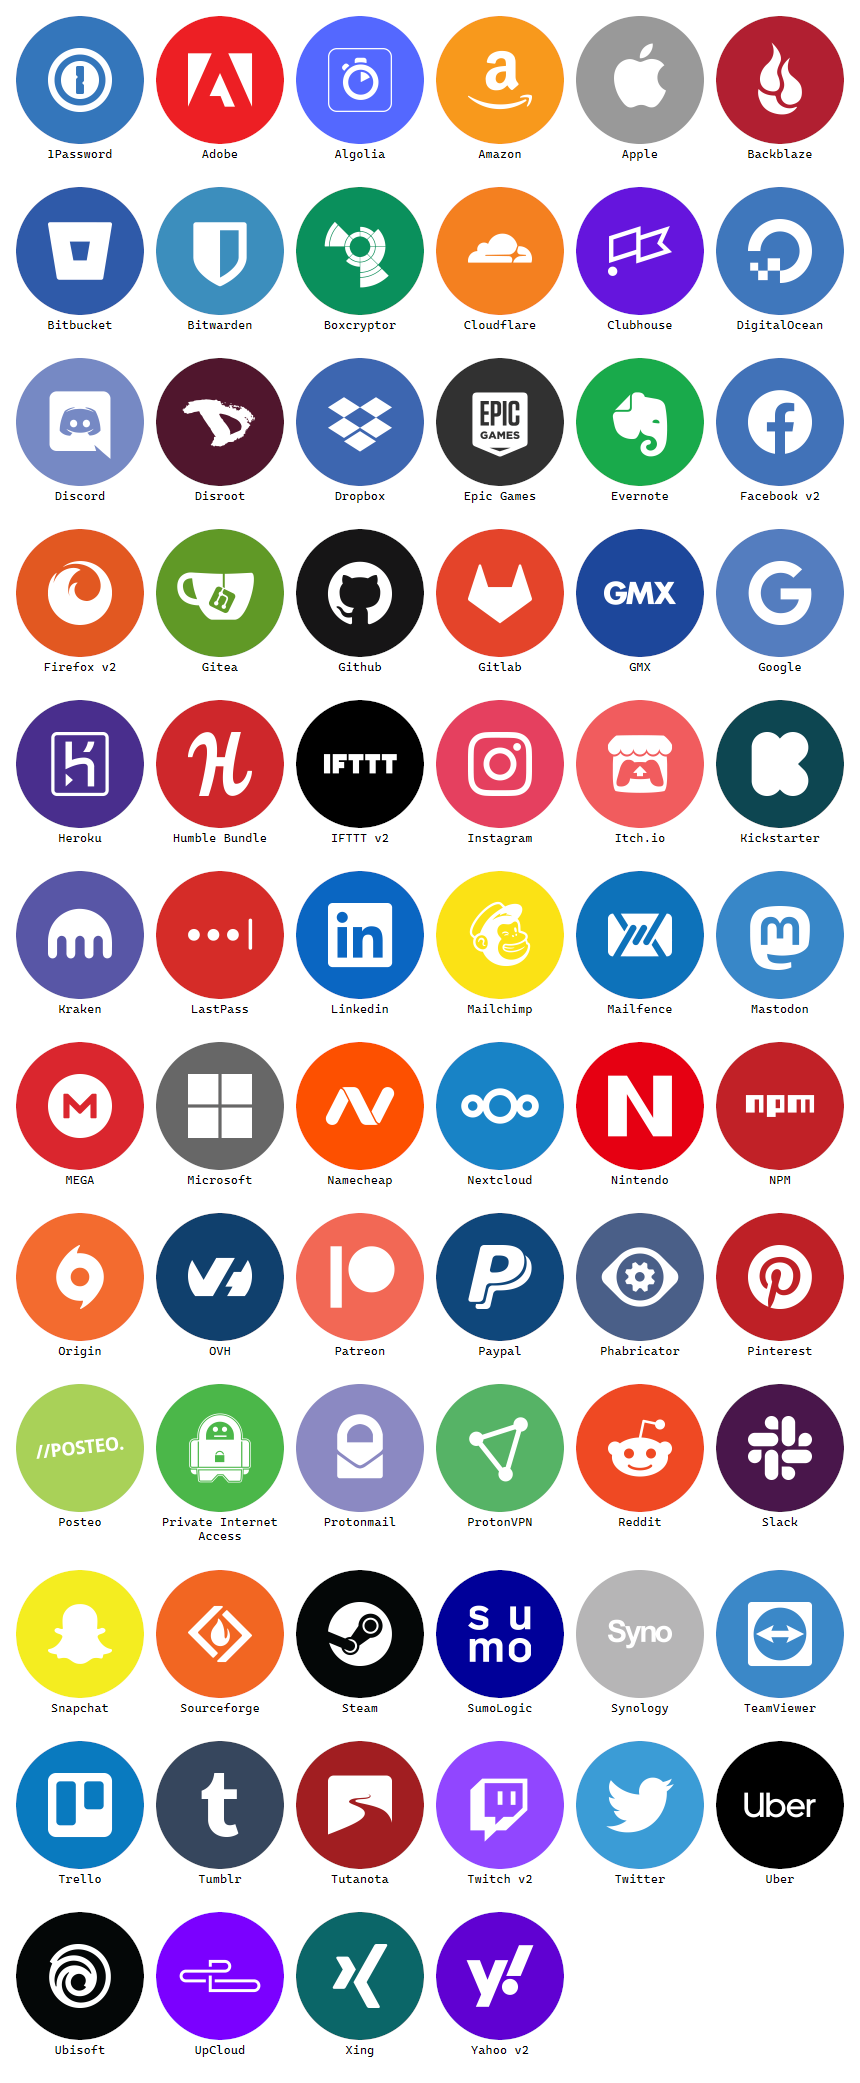 1Password Adobe Algolia a Amazon Apple Backblaze
Bitbucket Bitwarden Boxcryptor Cloudflare Clubhouse DigitalOcean
EPIC
GAMES
Discord Disroot Dropbox Epic Games Evernote Facebook v2
GMX G
Firefox v2 Gitea Github Gitlab GMX Google
H IFTTT K
Heroku Humble Bundle IFTTT v2 Instagram Itch.io Kickstarter
in m
Kraken LastPass Linkedin Mailchimp Mailfence Mastodon
M N N npm
MEGA Microsoft Namecheap Nextcloud Nintendo NPM
P P
Origin OVH Patreon Paypal Phabricator Pinterest
//POSTEO.
Posteo Private Internet Protonmail ProtonVPN Reddit Slack
Access
su
mo Syno
Snapchat Sourceforge Steam SumoLogic Synology TeamViewer
t Uber
Trello Tumblr Tutanota Twitch v2 Twitter Uber
y!
Ubisoft UpCloud Xing Yahoo v2